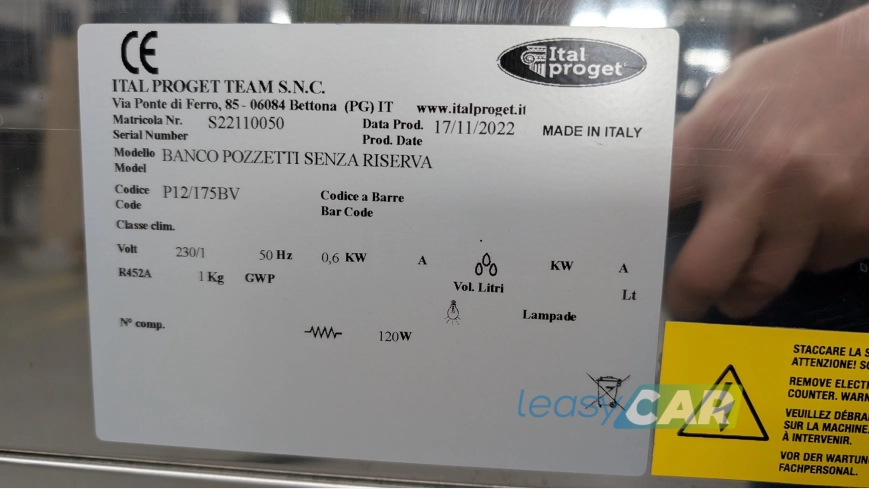 CE
Ital
proget
ITAL PROGET TEAM S.N.C.
Via Ponte di Ferro, 85 - 06084 Bettona (PG) IT www.italproget.it
Matricola Nr. S22110050 Data Prod. 17/11/2022 MADE IN ITALY
Serial Number Prod. Date
Modello BANCO POZZETTI SENZA RISERVA
Model
Codice P12/175BV Codice a Barre
Code Bar Code
Classe clim.
Volt 230/1 50 Hz 0,6 KW A KW A
R452A 1 Kg GWP Vol. Litri Lt
Lampade
N° comp. 120W
leasyCAR
STACCARE LA S
ATTENZIONE! SO
REMOVE ELECTR
COUNTER. WARN
VEUILLEZ DÉBRA
SUR LA MACHINE.
À INTERVENIR.
VOR DER WARTUN
FACHPERSONAL.